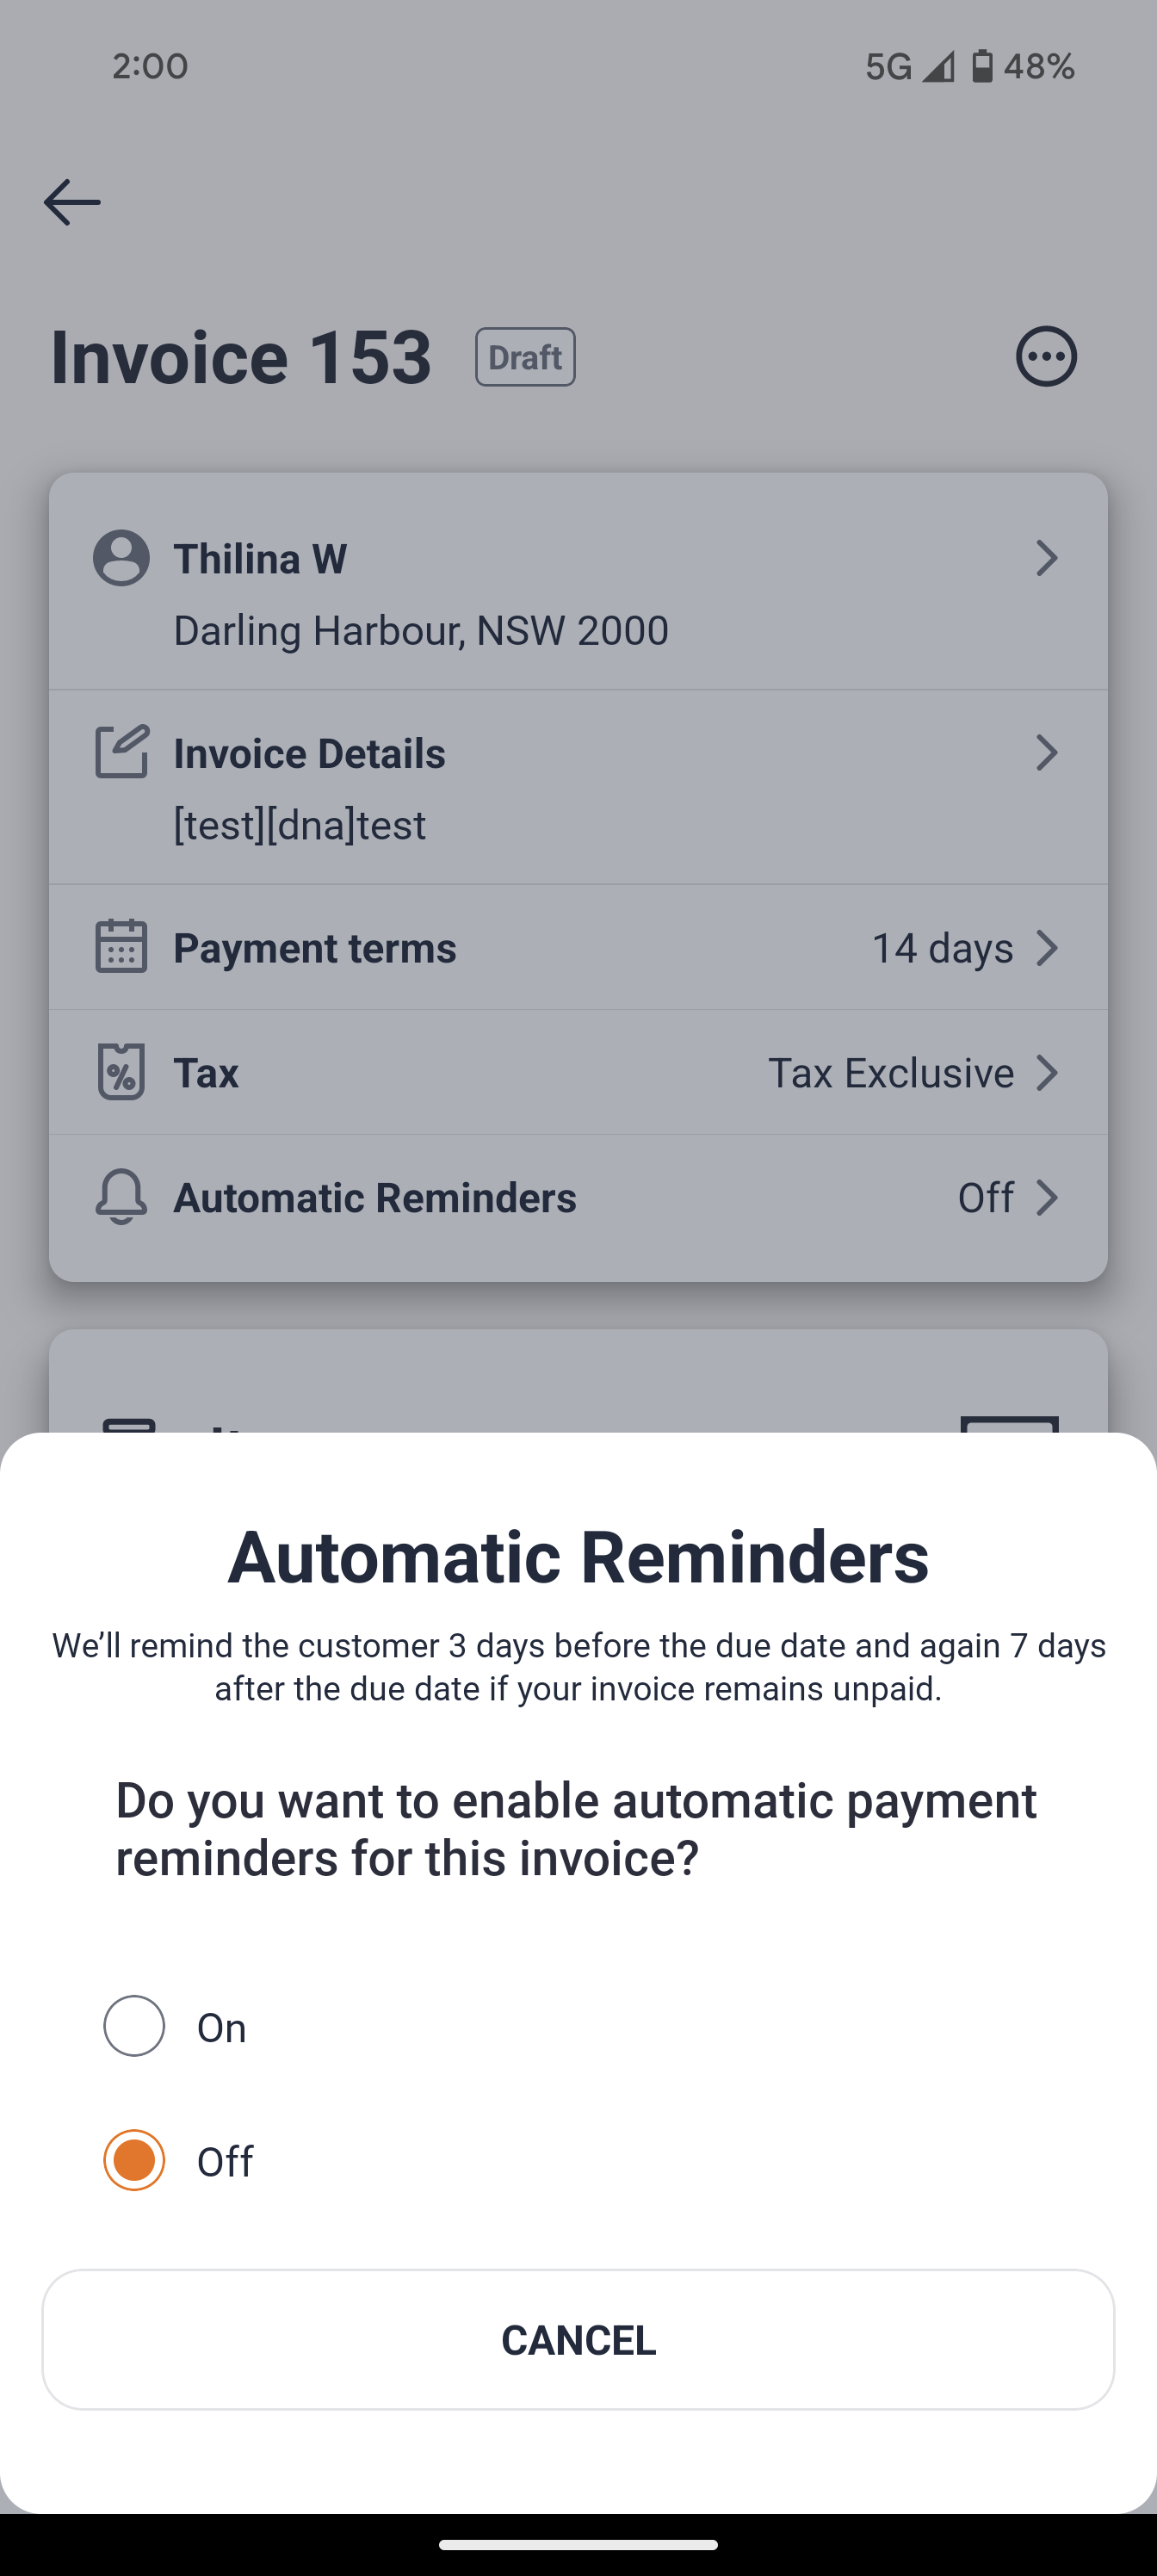 2:00
5G 48%
Invoice 153
Draft
Thilina W
Darling Harbour, NSW 2000
Invoice Details
[test][dna]test
Payment terms
14 days
Tax
Tax Exclusive
Automatic Reminders
Off
Automatic Reminders
We’ll remind the customer 3 days before the due date and again 7 days
after the due date if your invoice remains unpaid.
Do you want to enable automatic payment
reminders for this invoice?
On
Off
CANCEL